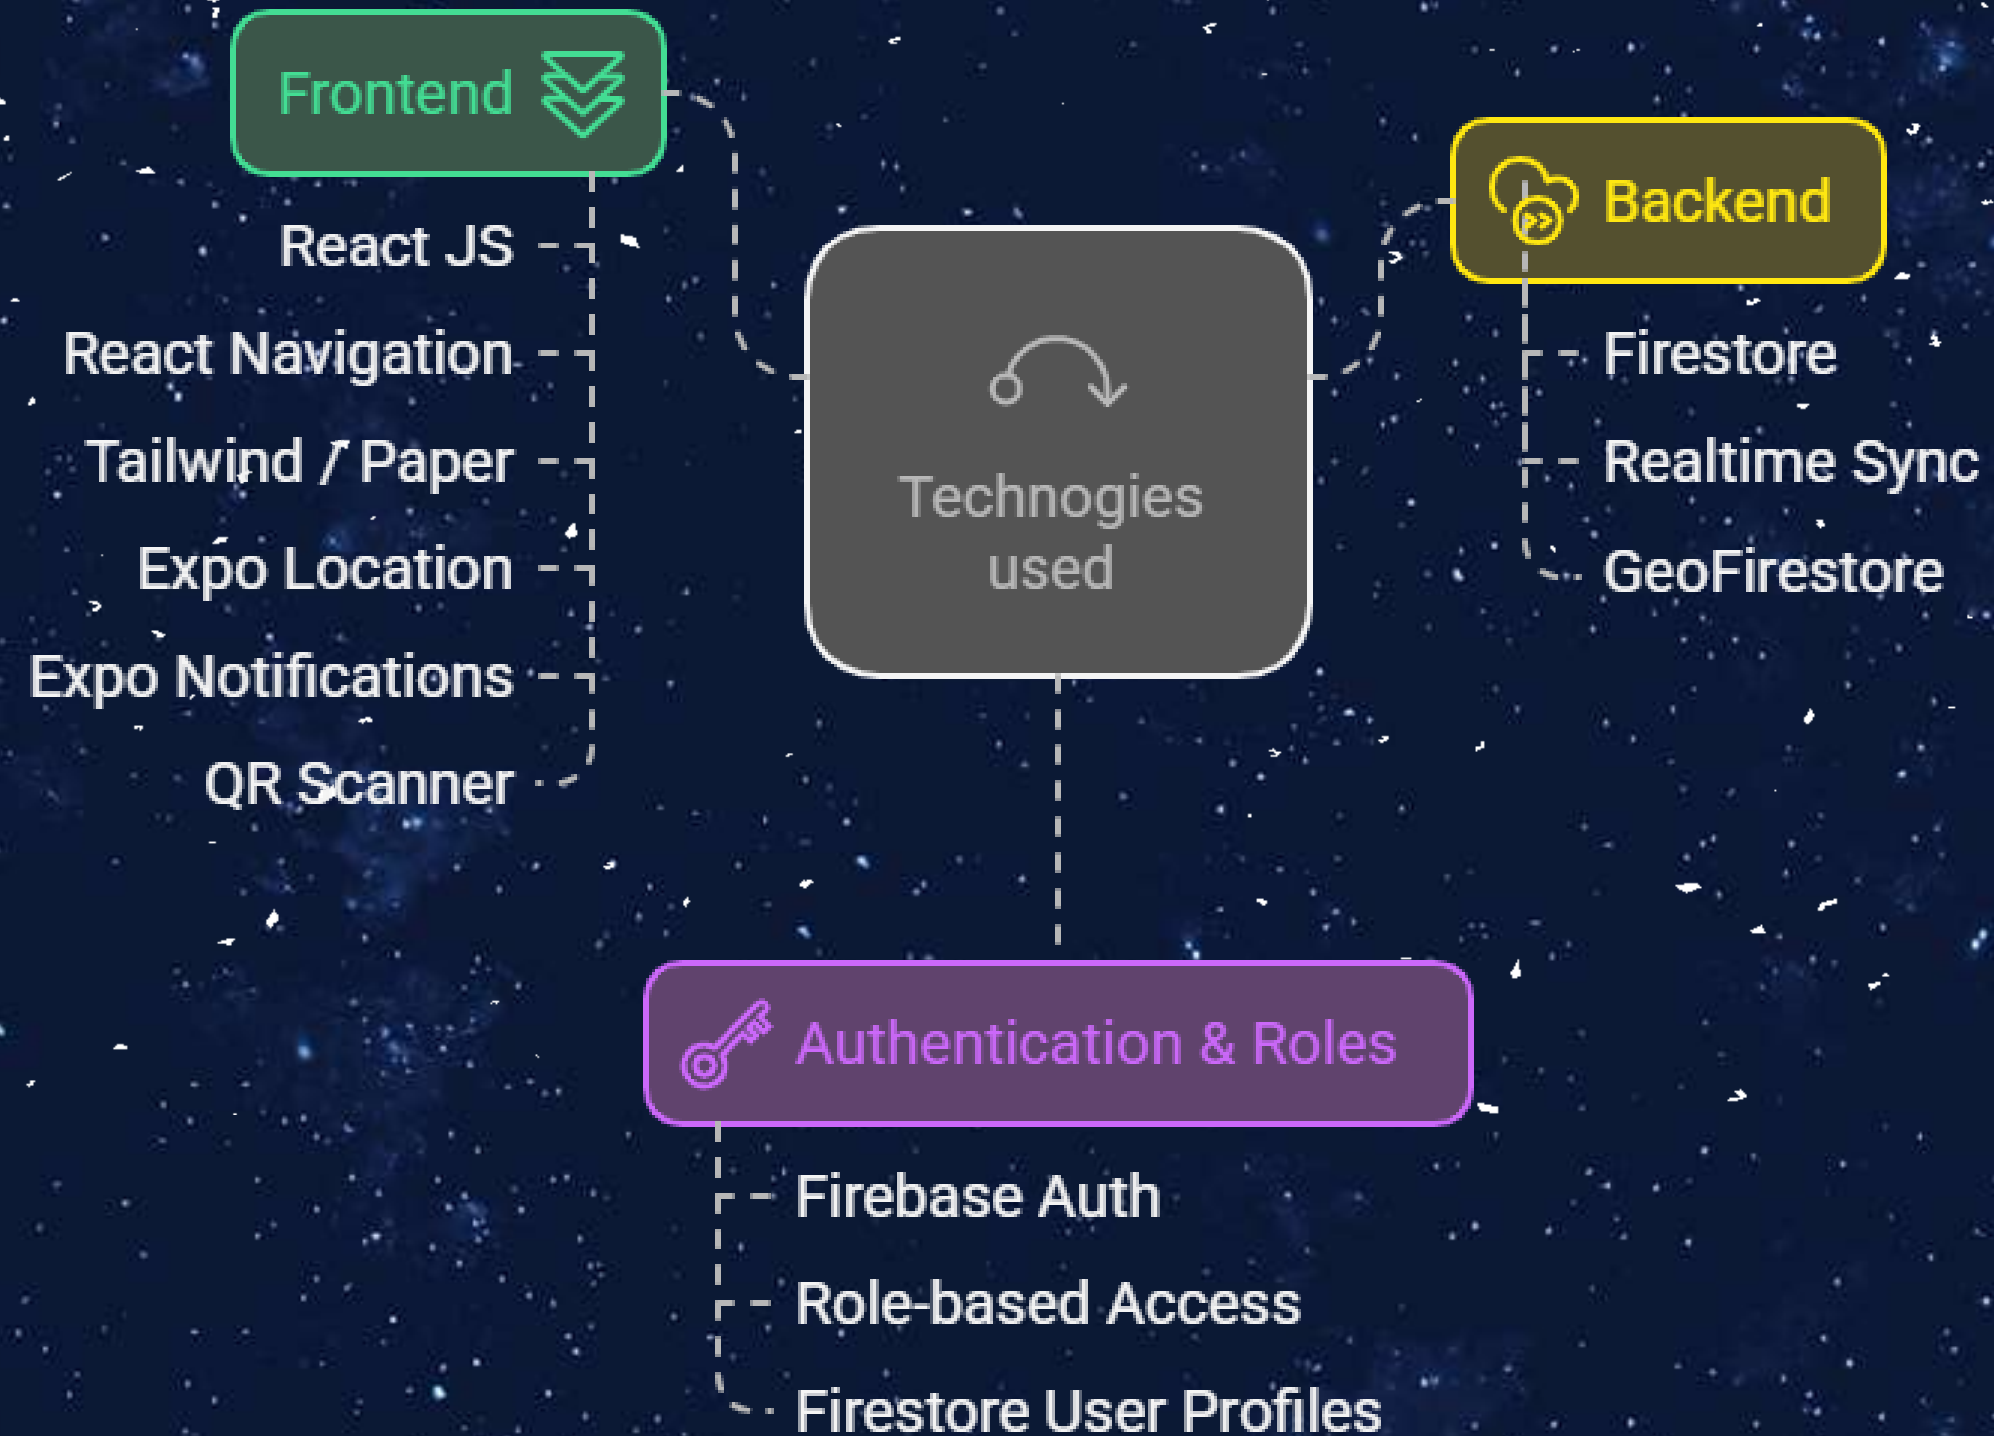 Frontend
React JS
React Navigation
Tailwind / Paper
Expo Location
Expo Notifications
QR Scanner
Technogies
used
Backend
Firestore
Realtime Sync
GeoFirestore
Authentication & Roles
Firebase Auth
Role-based Access
Firestore User Profiles